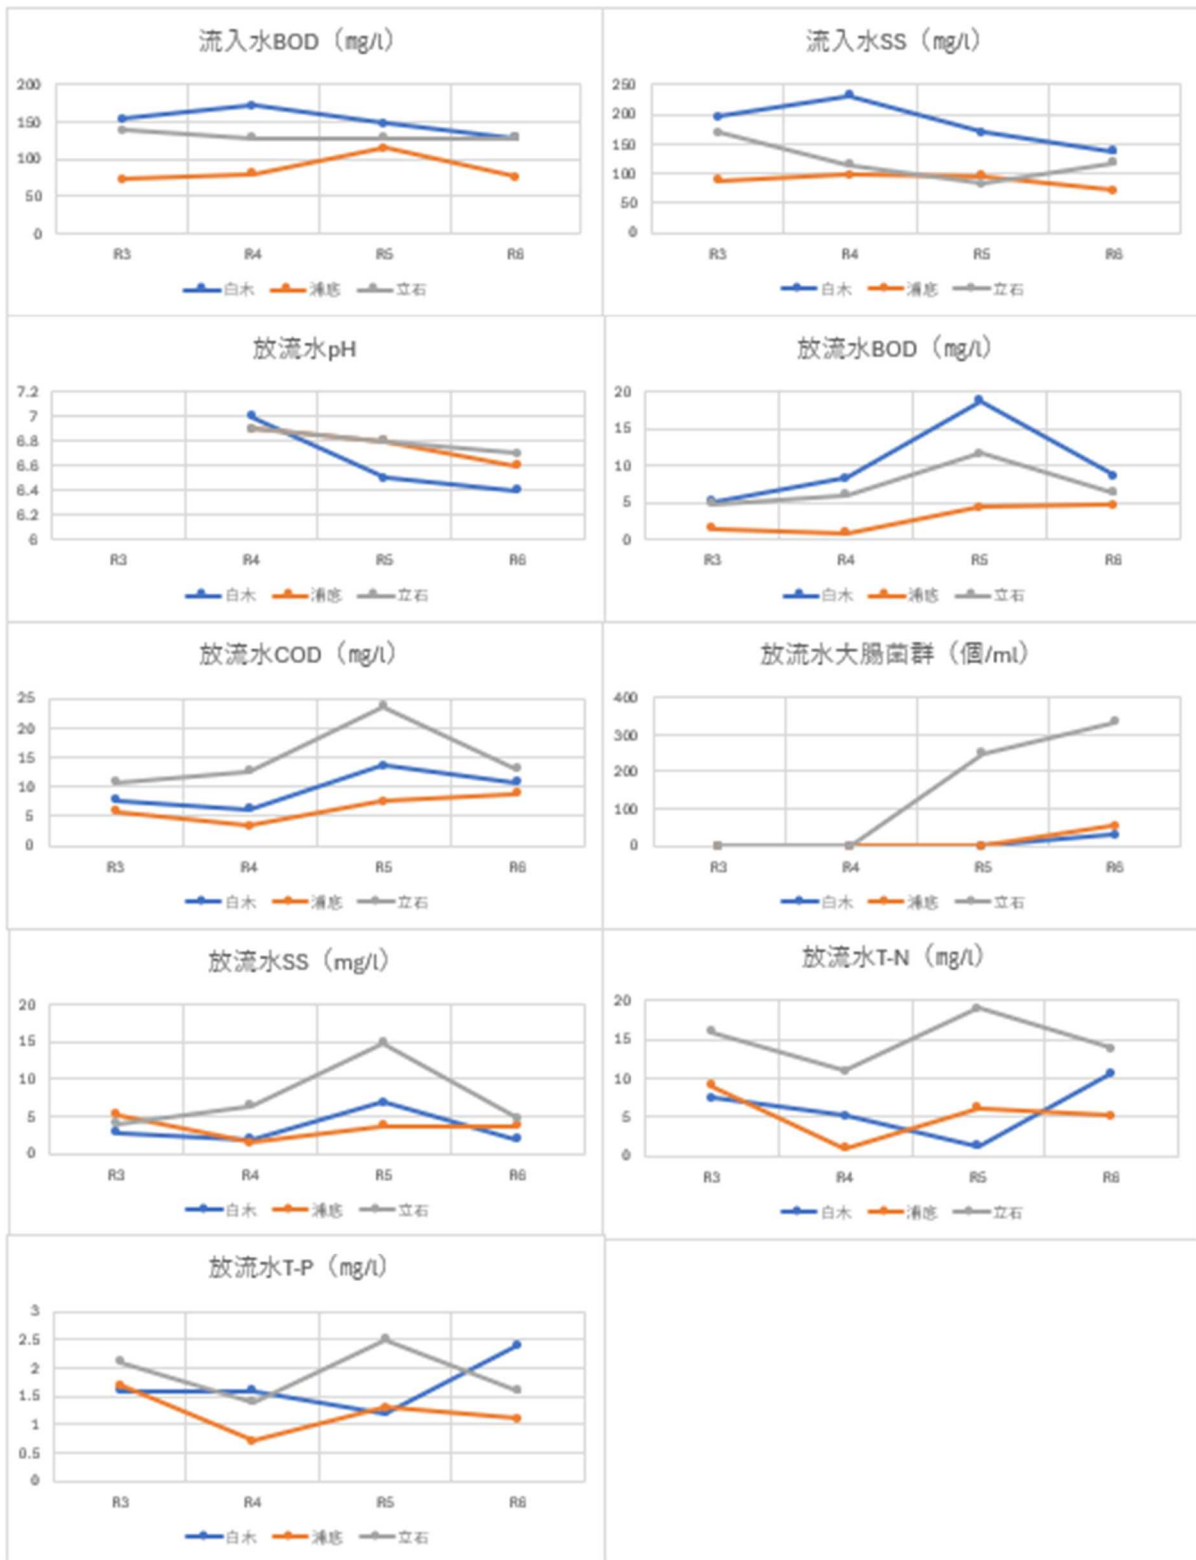 流入水BOD（㎎/l）
200
150
100
50
0
R3 R4 R5 R6
白木 浦底 立石
流入水SS（㎎/l）
250
200
150
100
50
0
R3 R4 R5 R6
白木 浦底 立石
放流水pH
7.2
7
6.8
6.6
6.4
6.2
6
R3 R4 R5 R6
白木 浦底 立石
放流水BOD（㎎/l）
20
15
10
5
0
R3 R4 R5 R6
白木 浦底 立石
放流水COD（㎎/l）
25
20
15
10
5
0
R3 R4 R5 R6
白木 浦底 立石
放流水大腸菌群（個/ml）
400
300
200
100
0
R3 R4 R5 R6
白木 浦底 立石
放流水SS（mg/l）
20
15
10
5
0
R3 R4 R5 R6
白木 浦底 立石
放流水T-N（㎎/l）
20
15
10
5
0
R3 R4 R5 R6
白木 浦底 立石
放流水T-P（㎎/l）
3
2.5
2
1.5
1
0.5
0
R3 R4 R5 R6
白木 浦底 立石